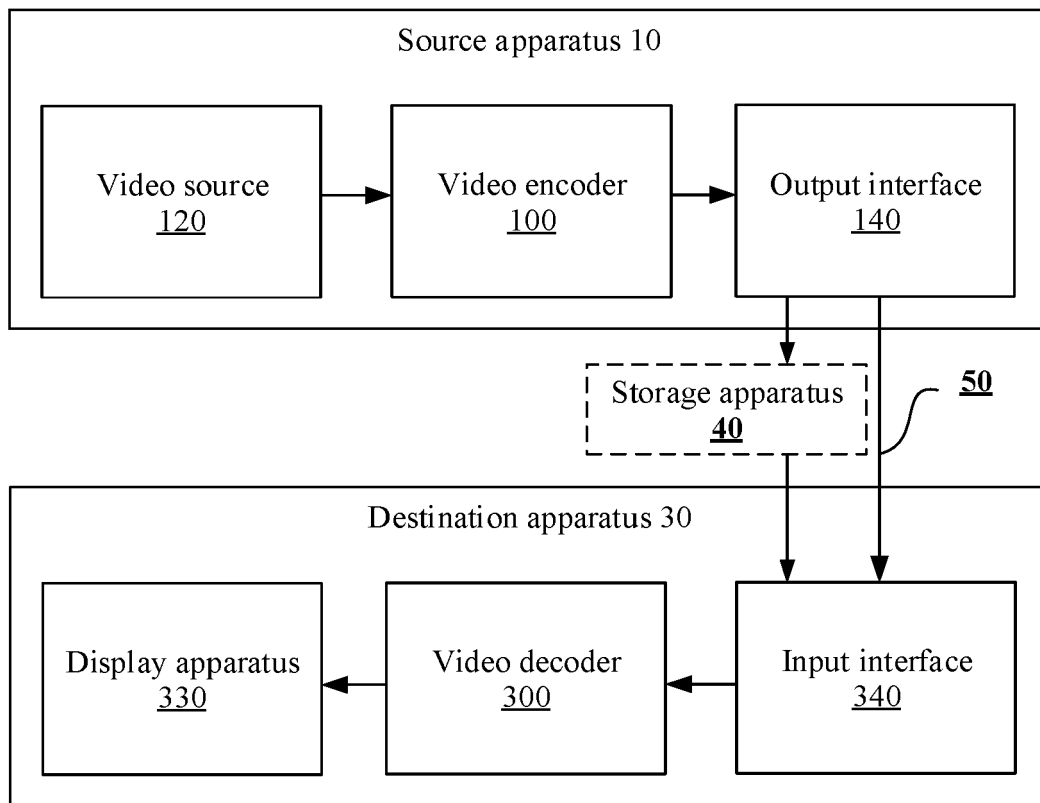 Source apparatus 10
Video source
120
Video encoder
100
Output interface
140
Storage apparatus
40
50
Destination apparatus 30
Display apparatus
330
Video decoder
300
Input interface
340